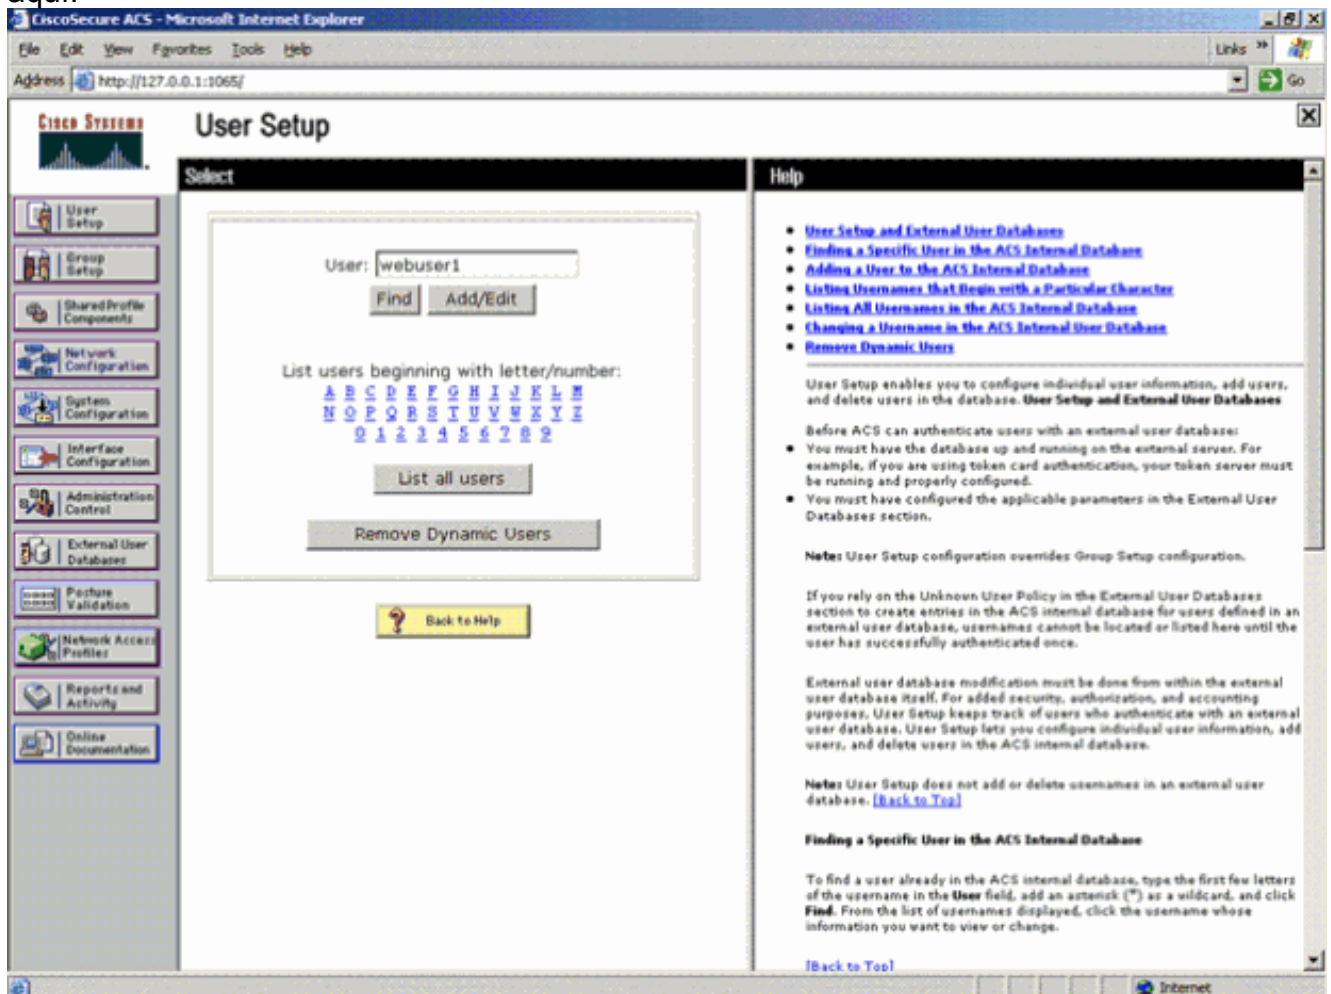 aquí.
CiscoSecure ACS - Microsoft Internet Explorer
File Edit View Favorites Tools Help
Links »
Address http://127.0.0.1:1065/
Go
CISCO SYSTEMS
User Setup
Select
Help
User Setup
Group Setup
Shared Profile Components
Network Configuration
System Configuration
Interface Configuration
Administration Control
External User Databases
Posture Validation
Network Access Profiles
Reports and Activity
Online Documentation
User: webuser1
Find Add/Edit
List users beginning with letter/number:
A B C D E F G H I J K L M
N O P Q R S T U V W X Y Z
0 1 2 3 4 5 6 7 8 9
List all users
Remove Dynamic Users
? Back to Help
User Setup and External User Databases
Finding a Specific User in the ACS Internal Database
Adding a User to the ACS Internal Database
Listing Usernames that Begin with a Particular Character
Listing All Usernames in the ACS Internal Database
Changing a Username in the ACS Internal User Database
Remove Dynamic Users
User Setup enables you to configure individual user information, add users,
and delete users in the database. User Setup and External User Databases
Before ACS can authenticate users with an external user database:
You must have the database up and running on the external server. For
example, if you are using token card authentication, your token server must
be running and properly configured.
You must have configured the applicable parameters in the External User
Databases section.
Note: User Setup configuration overrides Group Setup configuration.
If you rely on the Unknown User Policy in the External User Databases
section to create entries in the ACS internal database for users defined in an
external user database, usernames cannot be located or listed here until the
user has successfully authenticated once.
External user database modification must be done from within the external
user database itself. For added security, authorization, and accounting
purposes, User Setup keeps track of users who authenticate with an external
user database. User Setup lets you configure individual user information, add
users, and delete users in the ACS internal database.
Note: User Setup does not add or delete usernames in an external user
database. [Back to Top]
Finding a Specific User in the ACS Internal Database
To find a user already in the ACS internal database, type the first few letters
of the username in the User field, add an asterisk (*) as a wildcard, and click
Find. From the list of usernames displayed, click the username whose
information you want to view or change.
[Back to Top]
Internet